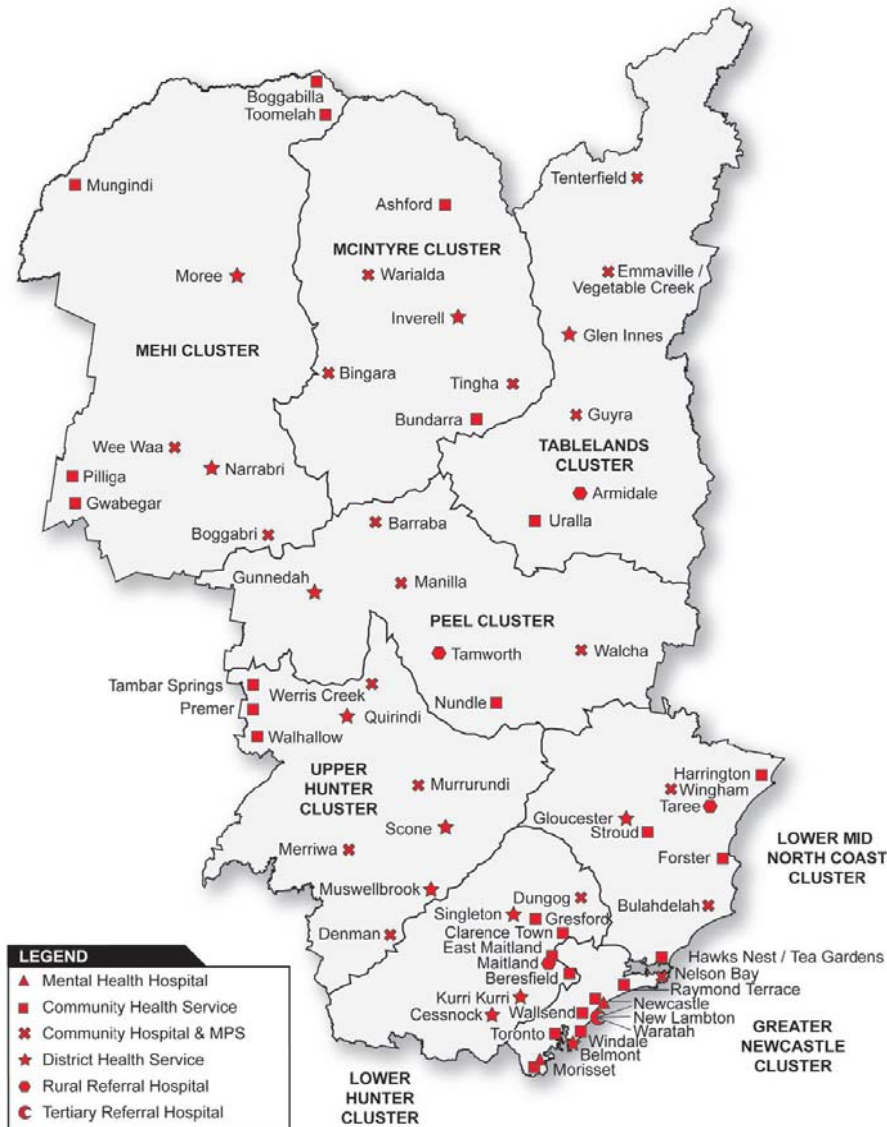 Boggabilla
Toomelah
Mungindi
Tenterfield
Ashford
MCINTYRE CLUSTER
Moree
Warialda
Emmaville /
Vegetable Creek
Inverell
Glen Innes
MEHI CLUSTER
Bingara
Tingha
Bundarra
Guyra
TABLELANDS
CLUSTER
Wee Waa
Narrabri
Pilliga
Gwabegar
Armidale
Uralla
Boggabri
Barraba
Gunnedah
Manilla
PEEL CLUSTER
Tamworth
Walcha
Tambar Springs
Werris Creek
Nundle
Premer
Quirindi
Walhallow
UPPER
HUNTER
CLUSTER
Murrurundi
Harrington
Wingham
Taree
Scone
Gloucester
Stroud
LOWER MID
NORTH COAST
CLUSTER
Merriwa
Forster
Muswellbrook
Dungog
Bulahdelah
Singleton
Gresford
Denman
Clarence Town
East Maitland
Maitland
Beresfield
Hawks Nest / Tea Gardens
Nelson Bay
Raymond Terrace
Kurri Kurri
Newcastle
Cessnock
Wallsend
New Lambton
Waratah
Toronto
Windale
Belmont
Morisset
GREATER
NEWCASTLE
CLUSTER
LOWER
HUNTER
CLUSTER
LEGEND
Mental Health Hospital
Community Health Service
Community Hospital & MPS
District Health Service
Rural Referral Hospital
Tertiary Referral Hospital